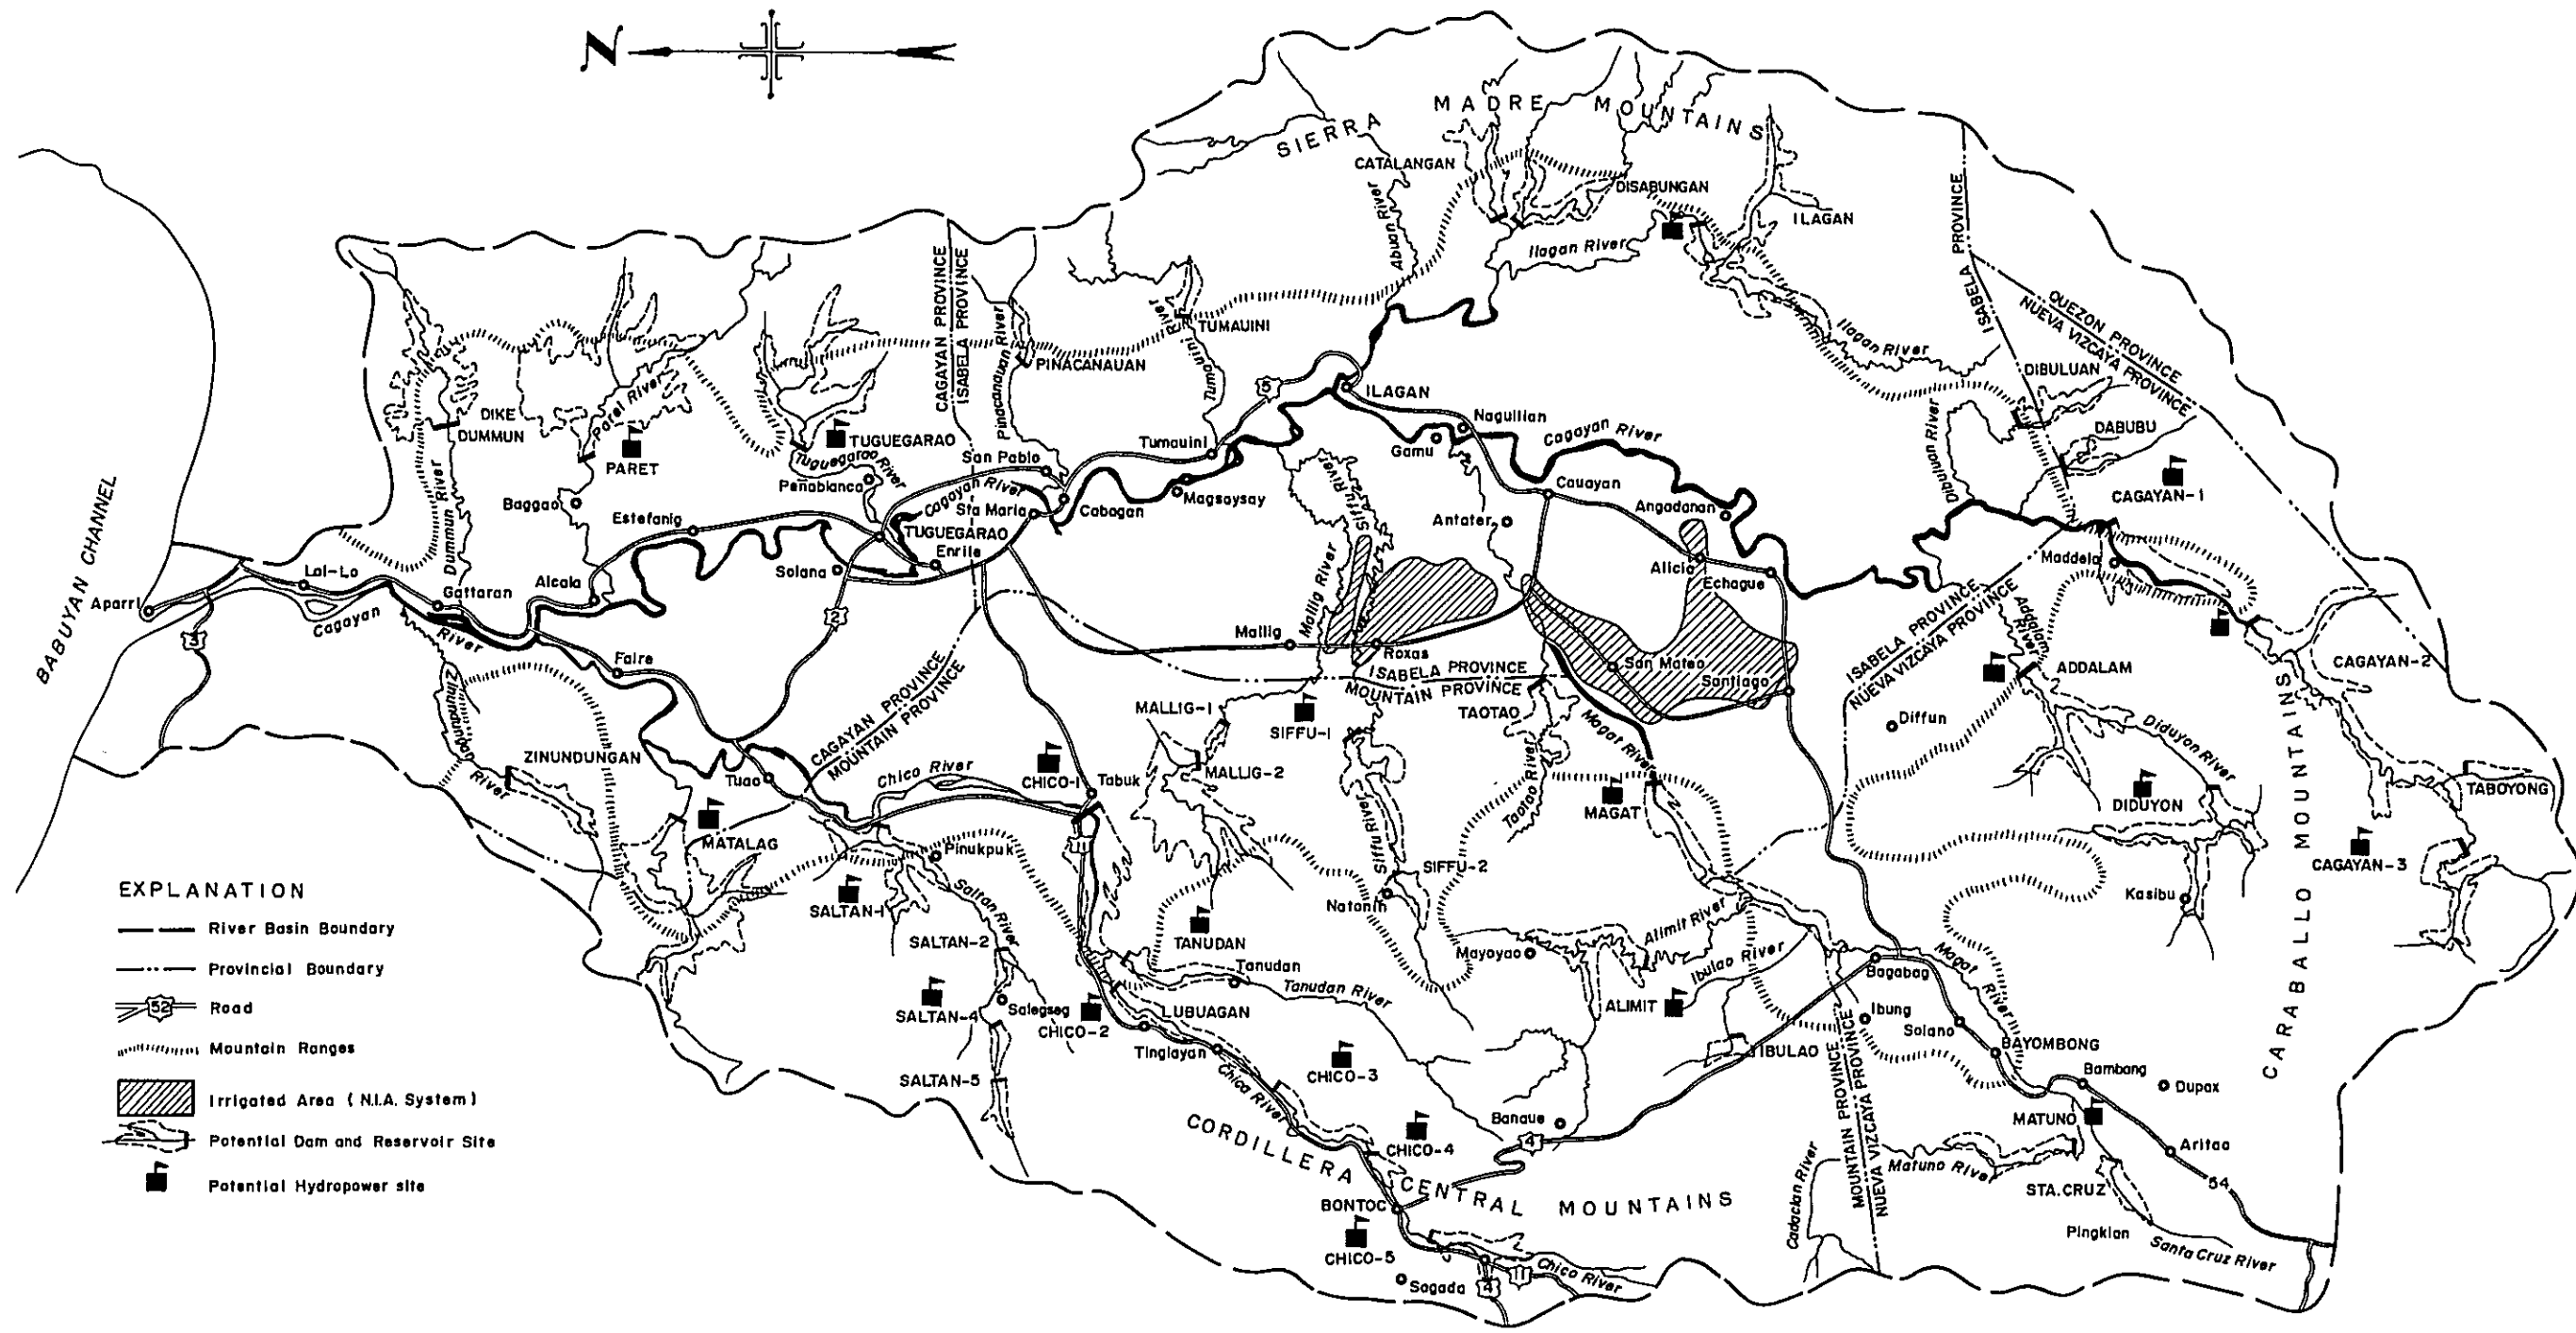 N
SIERRA MADRE MOUNTAINS
CATALANGAN
DISABUNGAN
ILAGAN
Abuan River
Ilagan River
ISABELA PROVINCE
QUEZON PROVINCE
NUEVA VIZCAYA PROVINCE
CAGAYAN PROVINCE
ISABELA PROVINCE
Pinacanauan River
Tumauini River
TUMAUINI
PINACANAUAN
Ilagan River
DIBULUAN
DABUBU
Dibuluan River
CAGAYAN-1
DIKE
DUMMUN
Paret River
PARET
TUGUEGARAO
Tuguegarao River
Peñablanca
San Pablo
Cagayan River
Sta Maria
Cabagan
Tumauini
Magsaysay
5
ILAGAN
Naguilian
Gamu
Cagayan River
Cauayan
Angadanan
Antater
Alicia
Echague
Maddela
BABUYAN CHANNEL
Aparri
Lal-Lo
Cagayan
River
Gattaran
Dummun River
Baggao
Alcala
Estefania
Solana
TUGUEGARAO
Enrile
3
2
Faire
Siffu River
Siffu River
Mallig River
Mallig
Roxas
San Mateo
Santiago
ISABELA PROVINCE
MOUNTAIN PROVINCE
ISABELA PROVINCE
NUEVA VIZCAYA PROVINCE
Addalam River
ADDALAM
CAGAYAN-2
Diffun
Diduyon River
DIDUYON
TABOYONG
CAGAYAN-3
Kasibu
CARABALLO MOUNTAINS
Zinundungan
River
ZINUNDUNGAN
Tuao
CAGAYAN PROVINCE
MOUNTAIN PROVINCE
Chico River
CHICO-1
Tabuk
11
MALLIG-1
MALLIG-2
SIFFU-1
TAOTAO
Taotao River
Magat River
MAGAT
MATALAG
Pinukpuk
SALTAN-1
Saltan River
SALTAN-2
SALTAN-4
Salegseg
SALTAN-5
CHICO-2
LUBUAGAN
Tinglayan
TANUDAN
Tanudan
Tanudan River
Siffu River
SIFFU-2
Natonin
Mayoyao
Alimit River
Ibulao River
ALIMIT
IBULAO
Bagabag
Magat River
Ibung
Solano
BAYOMBONG
Bambang
Dupax
MATUNO
Aritao
54
Chico River
CHICO-3
CHICO-4
Banaue
4
CORDILLERA CENTRAL MOUNTAINS
BONTOC
CHICO-5
Sagada
4
11
Chico River
MOUNTAIN PROVINCE
NUEVA VIZCAYA PROVINCE
Cadaclan River
Matuno River
STA. CRUZ
Pingkian
Santa Cruz River
EXPLANATION
River Basin Boundary
Provincial Boundary
52 Road
Mountain Ranges
Irrigated Area ( N.I.A. System )
Potential Dam and Reservoir Site
Potential Hydropower site